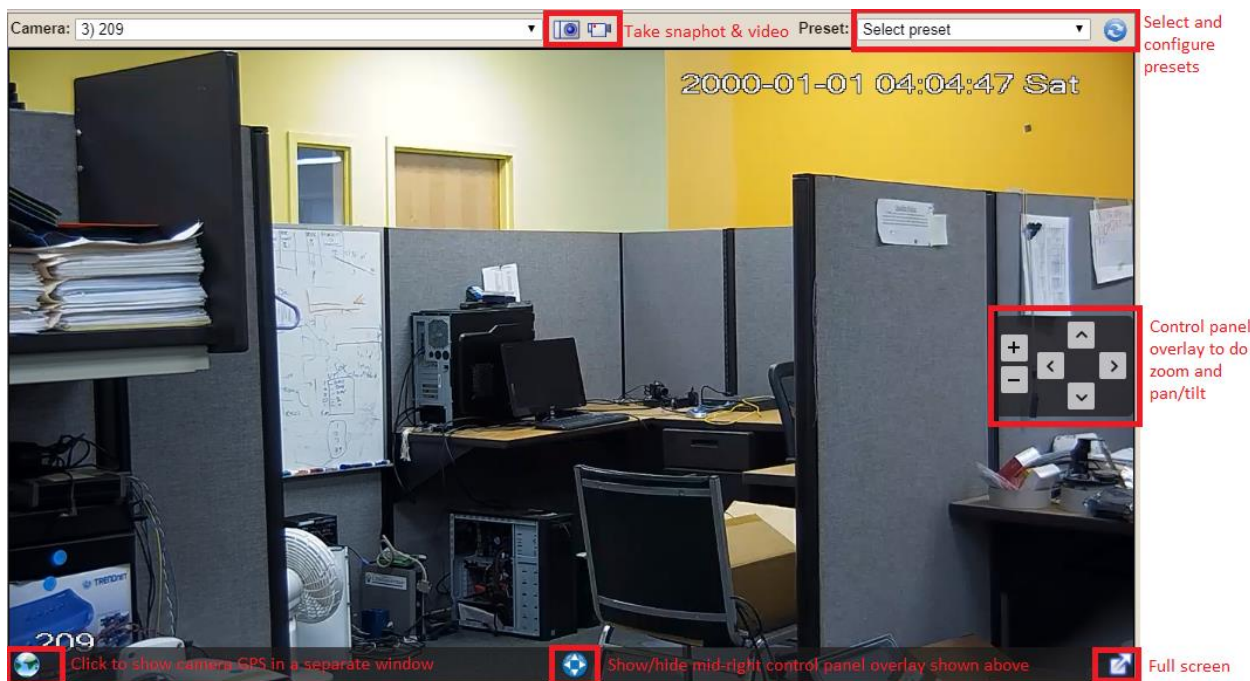 Camera: 3) 209
Take snaphot & video
Preset: Select preset
Select and
configure
presets
2000-01-01 04:04:47 Sat
Control panel
overlay to do
zoom and
pan/tilt
+
−
TRENDnet
209
Click to show camera GPS in a separate window
Show/hide mid-right control panel overlay shown above
Full screen